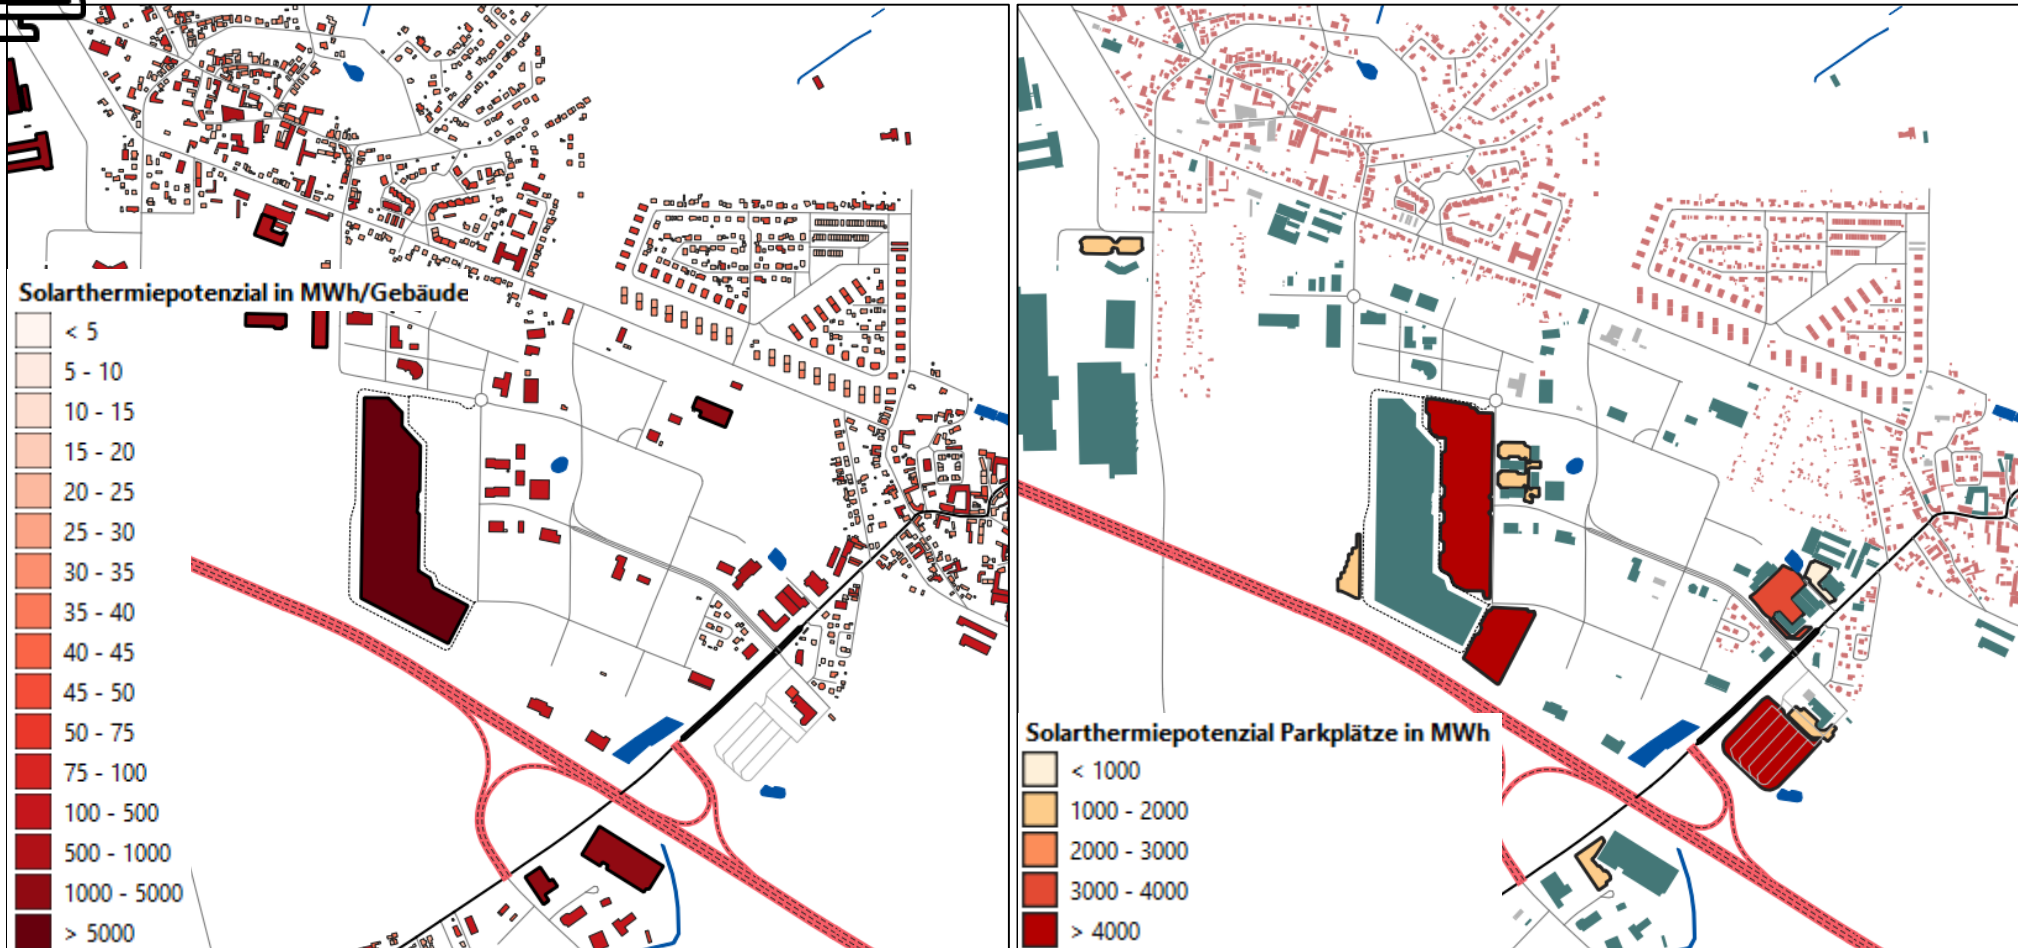 Solarthermiepotenzial in MWh/Gebäude
< 5
5 - 10
10 - 15
15 - 20
20 - 25
25 - 30
30 - 35
35 - 40
40 - 45
45 - 50
50 - 75
75 - 100
100 - 500
500 - 1000
1000 - 5000
> 5000
Solarthermiepotenzial Parkplätze in MWh
< 1000
1000 - 2000
2000 - 3000
3000 - 4000
> 4000